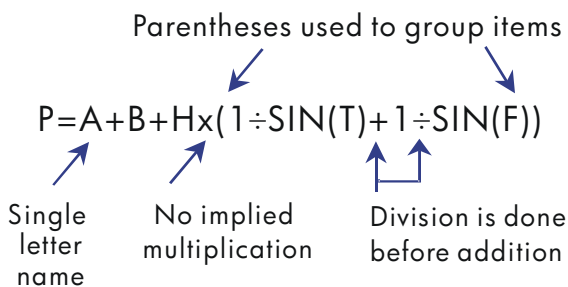 Parentheses used to group items
P=A+B+Hx(1÷SIN(T)+1÷SIN(F))
Single
letter
name
No implied
multiplication
Division is done
before addition